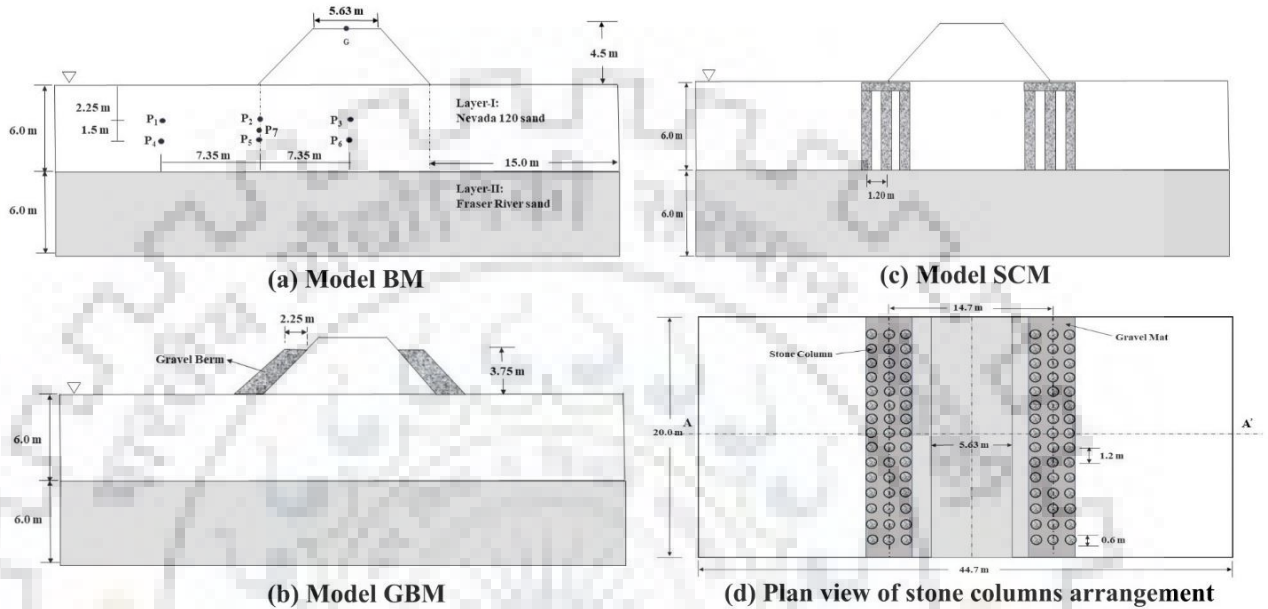 5.63 m
G
4.5 m
2.25 m
1.5 m
6.0 m
P1
P2
P3
P7
P4
P5
P6
7.35 m
7.35 m
Layer-I:
Nevada 120 sand
15.0 m
6.0 m
Layer-II:
Fraser River sand
(a) Model BM
2.25 m
Gravel Berm
3.75 m
6.0 m
6.0 m
(b) Model GBM
6.0 m
1.20 m
6.0 m
(c) Model SCM
14.7 m
Stone Column
Gravel Mat
A
A'
20.0 m
5.63 m
1.2 m
0.6 m
44.7 m
(d) Plan view of stone columns arrangement